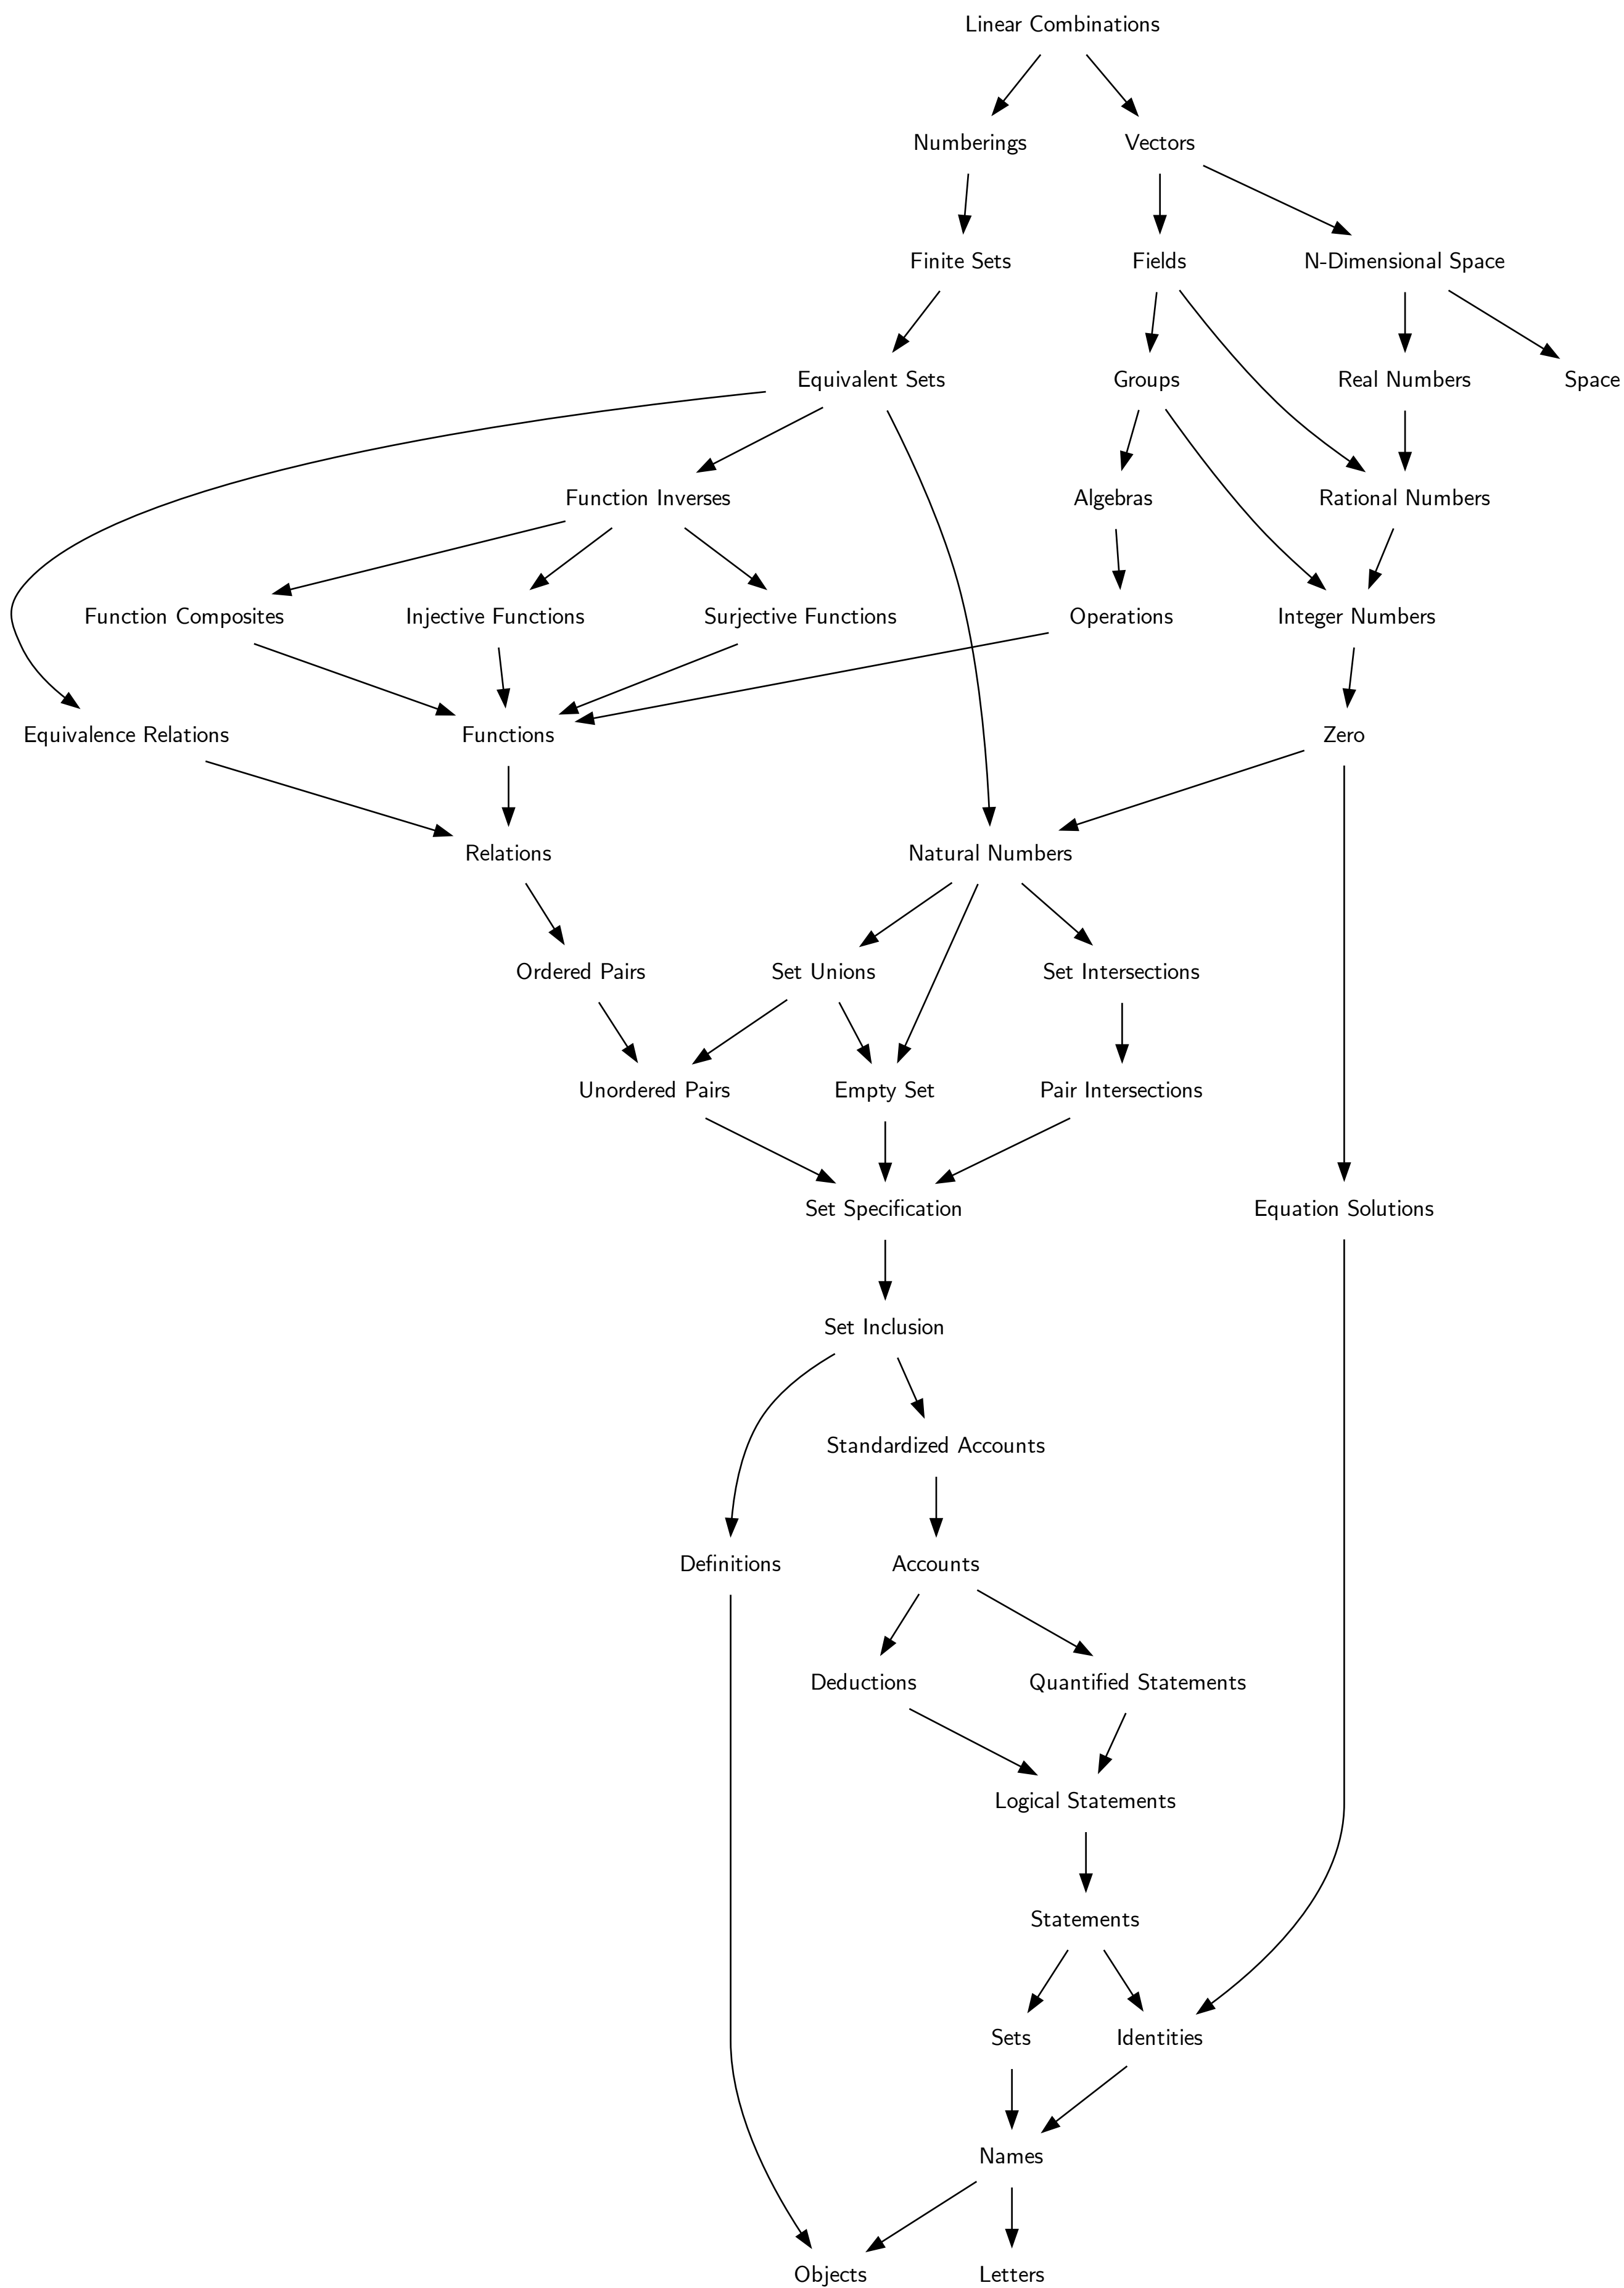 Linear Combinations
Numberings
Vectors
Finite Sets
Fields
N-Dimensional Space
Equivalent Sets
Groups
Real Numbers
Space
Function Inverses
Algebras
Rational Numbers
Function Composites
Injective Functions
Surjective Functions
Operations
Integer Numbers
Equivalence Relations
Functions
Zero
Relations
Natural Numbers
Ordered Pairs
Set Unions
Set Intersections
Unordered Pairs
Empty Set
Pair Intersections
Set Specification
Equation Solutions
Set Inclusion
Standardized Accounts
Definitions
Accounts
Deductions
Quantified Statements
Logical Statements
Statements
Sets
Identities
Names
Objects
Letters